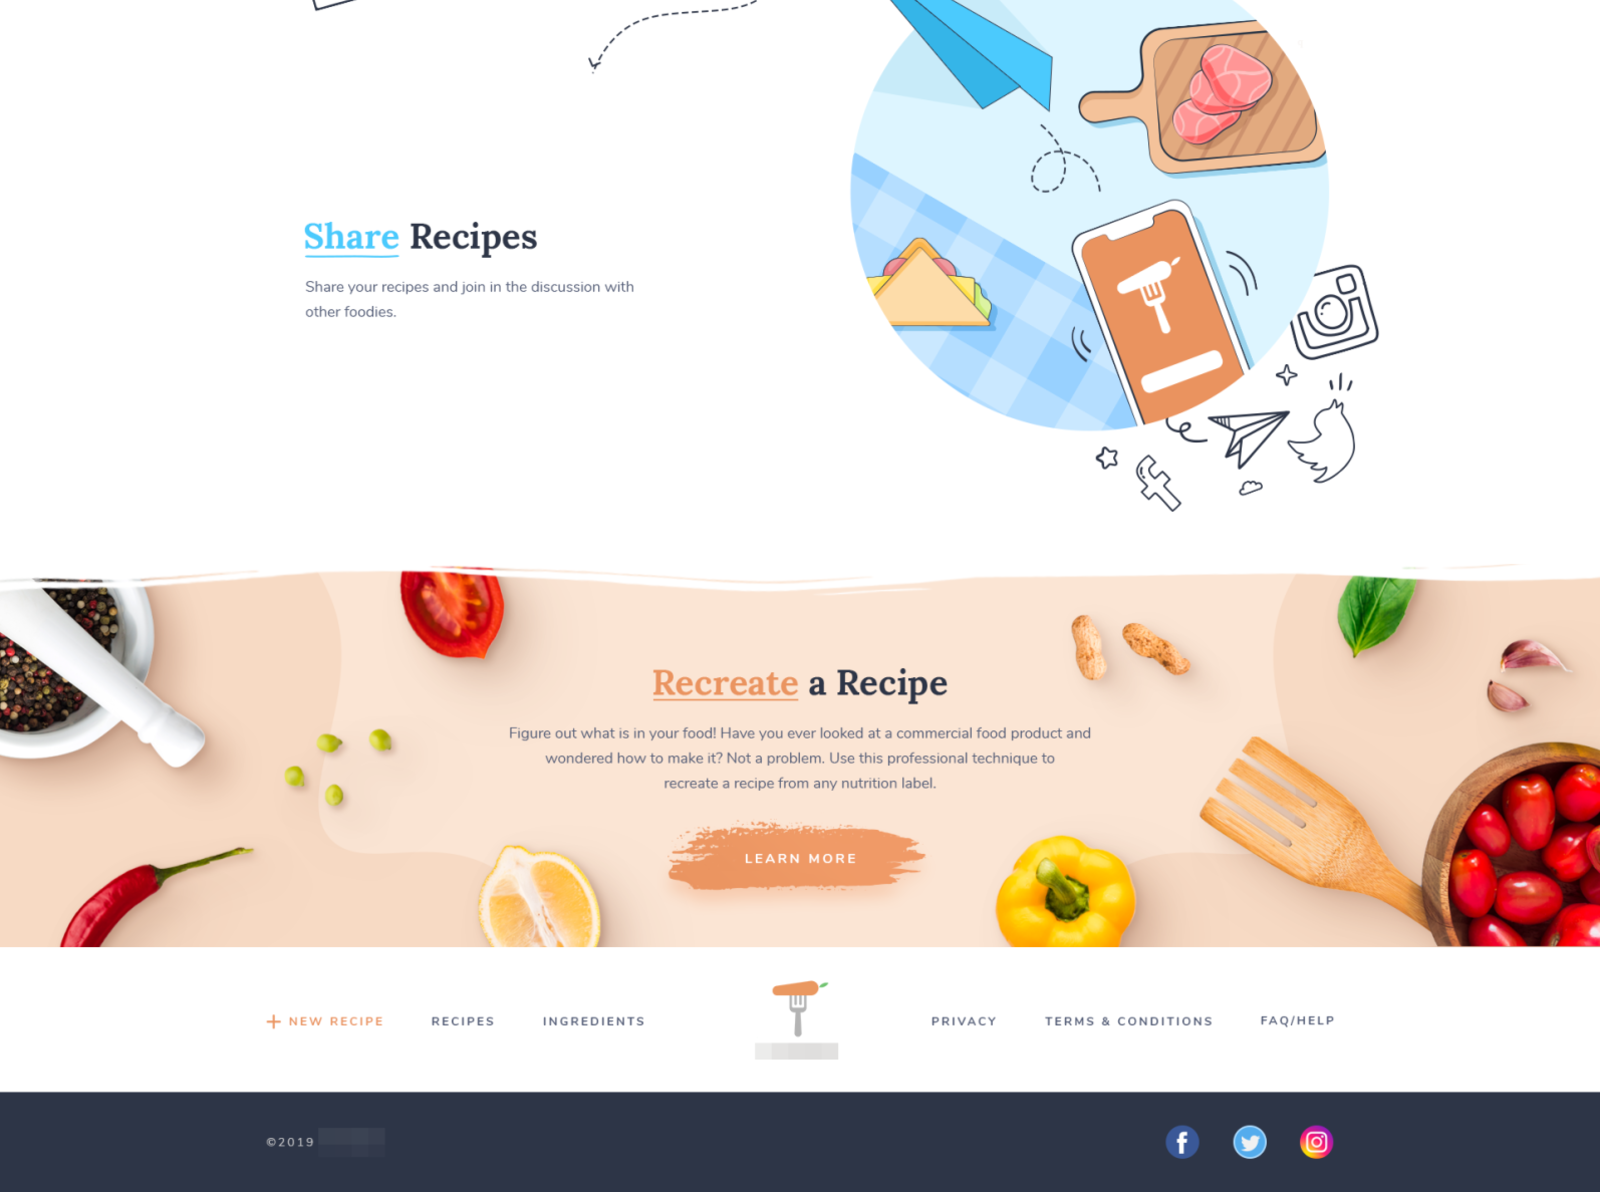 Share Recipes
Share your recipes and join in the discussion with
other foodies.
Recreate a Recipe
Figure out what is in your food! Have you ever looked at a commercial food product and
wondered how to make it? Not a problem. Use this professional technique to
recreate a recipe from any nutrition label.
LEARN MORE
NEW RECIPE RECIPES INGREDIENTS PRIVACY TERMS & CONDITIONS FAQ/HELP
©2019